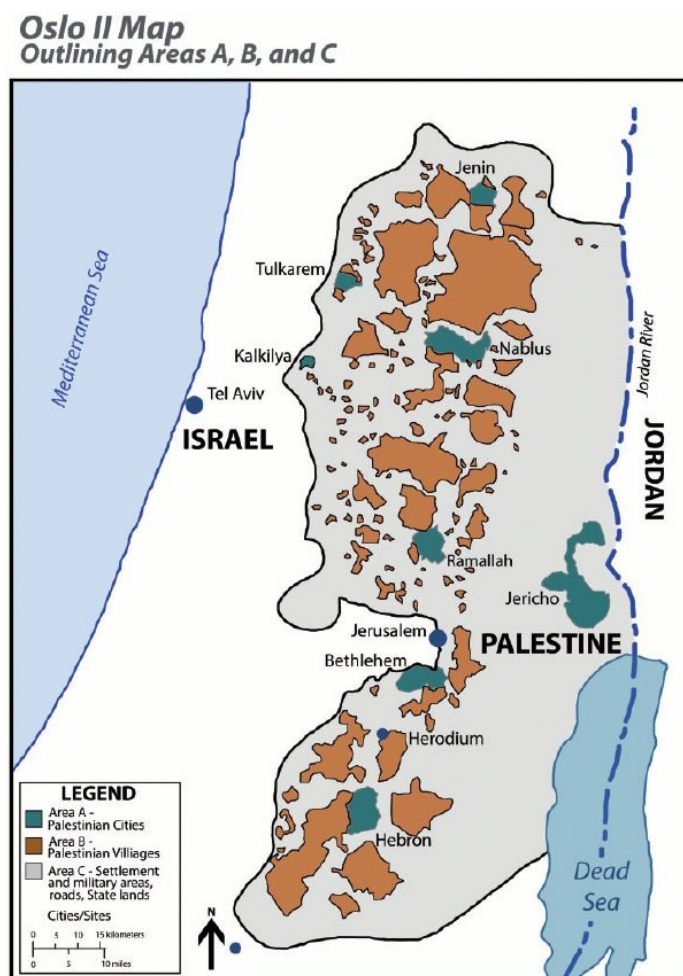 Oslo II Map
Outlining Areas A, B, and C
Jenin
Tulkarem
Nablus
Kalkilya
Tel Aviv
ISRAEL
Mediterranean Sea
Jordan River
JORDAN
Ramallah
Jericho
Jerusalem
PALESTINE
Bethlehem
Herodium
Hebron
Dead
Sea
LEGEND
Area A -
Palestinian Cities
Area B -
Palestinian Villiages
Area C - Settlement
and military areas,
roads, State lands
Cities/Sites
0 5 10 15 kilometers
0 5 10 miles
N